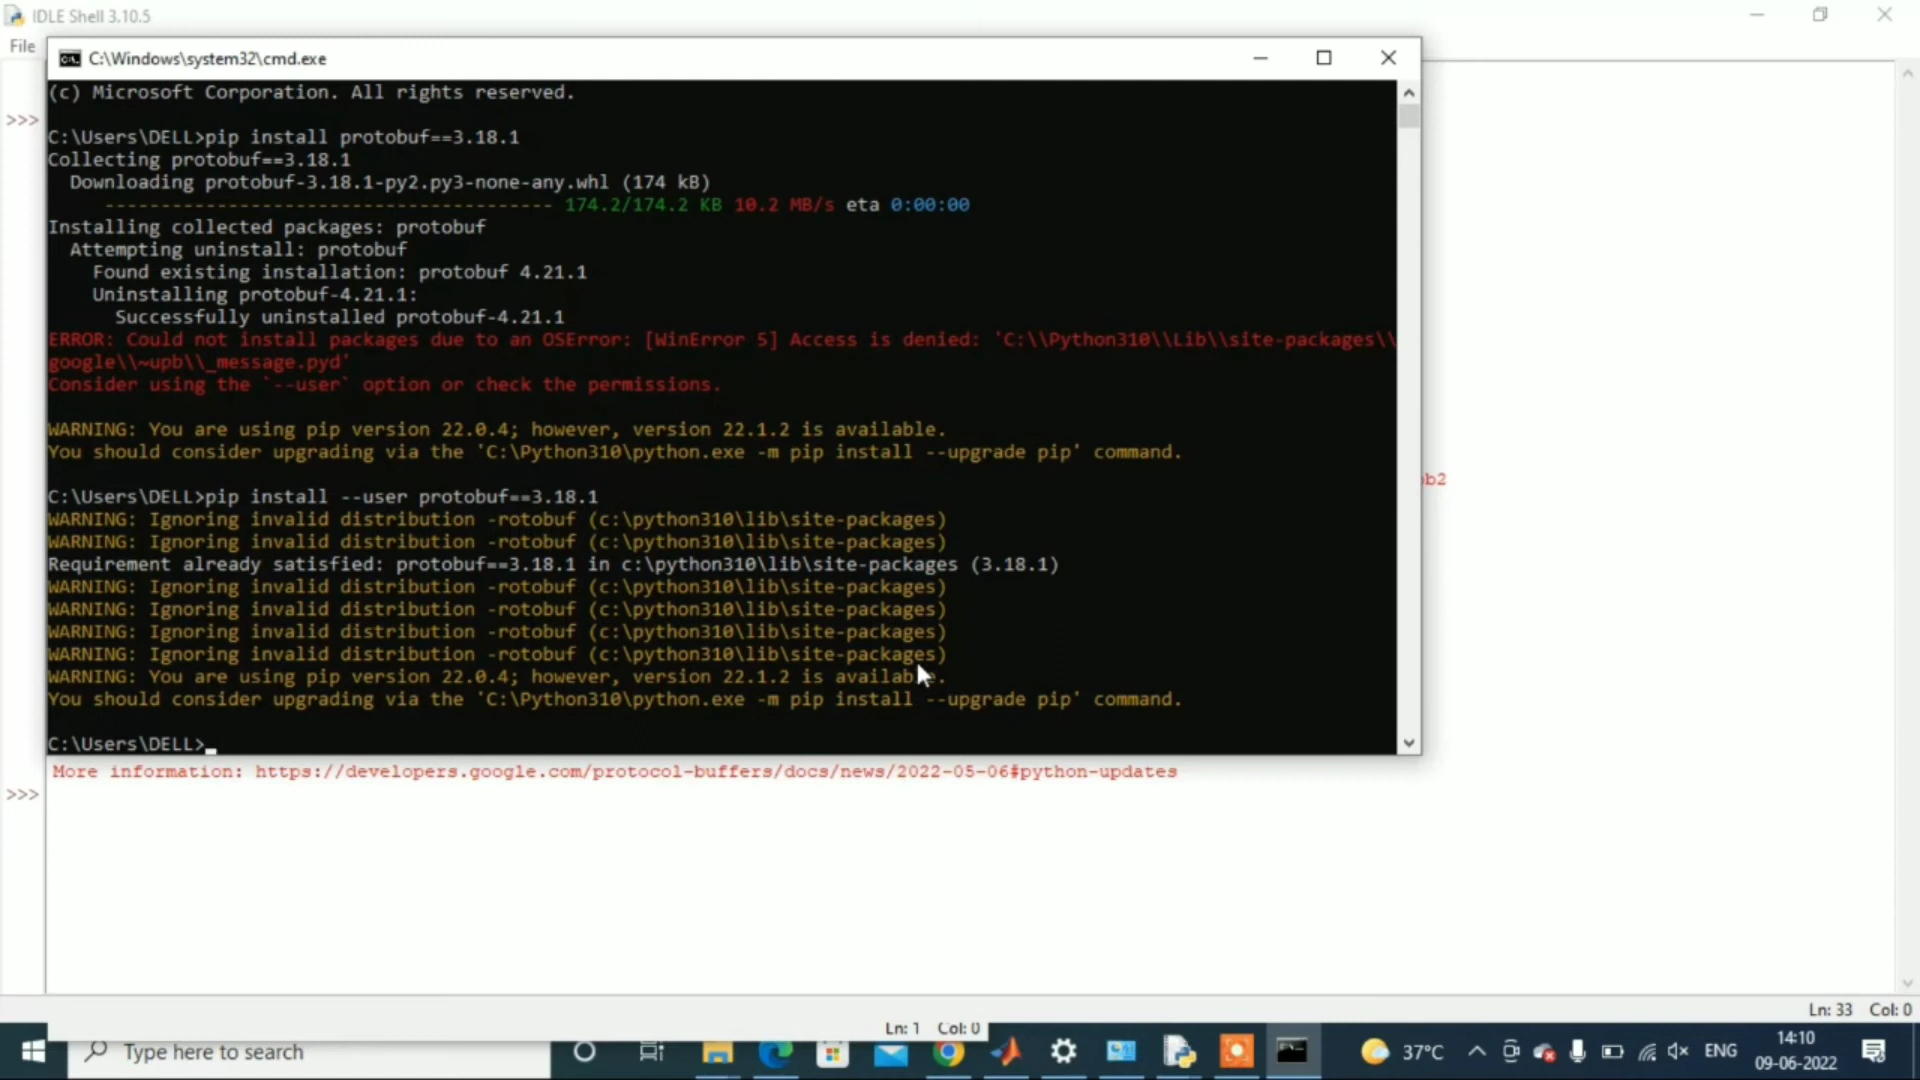 IDLE Shell 3.10.5
File
C:\Windows\system32\cmd.exe
(c) Microsoft Corporation. All rights reserved.
>>>
C:\Users\DELL>pip install protobuf==3.18.1
Collecting protobuf==3.18.1
Downloading protobuf-3.18.1-py2.py3-none-any.whl (174 kB)
---------------------------------------- 174.2/174.2 KB 10.2 MB/s eta 0:00:00
Installing collected packages: protobuf
Attempting uninstall: protobuf
Found existing installation: protobuf 4.21.1
Uninstalling protobuf-4.21.1:
Successfully uninstalled protobuf-4.21.1
ERROR: Could not install packages due to an OSError: [WinError 5] Access is denied: 'C:\\Python310\\Lib\\site-packages\\
google\\~upb\\_message.pyd'
Consider using the `--user` option or check the permissions.
WARNING: You are using pip version 22.0.4; however, version 22.1.2 is available.
You should consider upgrading via the 'C:\Python310\python.exe -m pip install --upgrade pip' command.
b2
C:\Users\DELL>pip install --user protobuf==3.18.1
WARNING: Ignoring invalid distribution -rotobuf (c:\python310\lib\site-packages)
WARNING: Ignoring invalid distribution -rotobuf (c:\python310\lib\site-packages)
Requirement already satisfied: protobuf==3.18.1 in c:\python310\lib\site-packages (3.18.1)
WARNING: Ignoring invalid distribution -rotobuf (c:\python310\lib\site-packages)
WARNING: Ignoring invalid distribution -rotobuf (c:\python310\lib\site-packages)
WARNING: Ignoring invalid distribution -rotobuf (c:\python310\lib\site-packages)
WARNING: Ignoring invalid distribution -rotobuf (c:\python310\lib\site-packages)
WARNING: You are using pip version 22.0.4; however, version 22.1.2 is available.
You should consider upgrading via the 'C:\Python310\python.exe -m pip install --upgrade pip' command.
C:\Users\DELL>
More information: https://developers.google.com/protocol-buffers/docs/news/2022-05-06#python-updates
>>>
Ln: 33 Col: 0
Ln: 1 Col: 0
Type here to search
37°C
ENG
14:10
09-06-2022